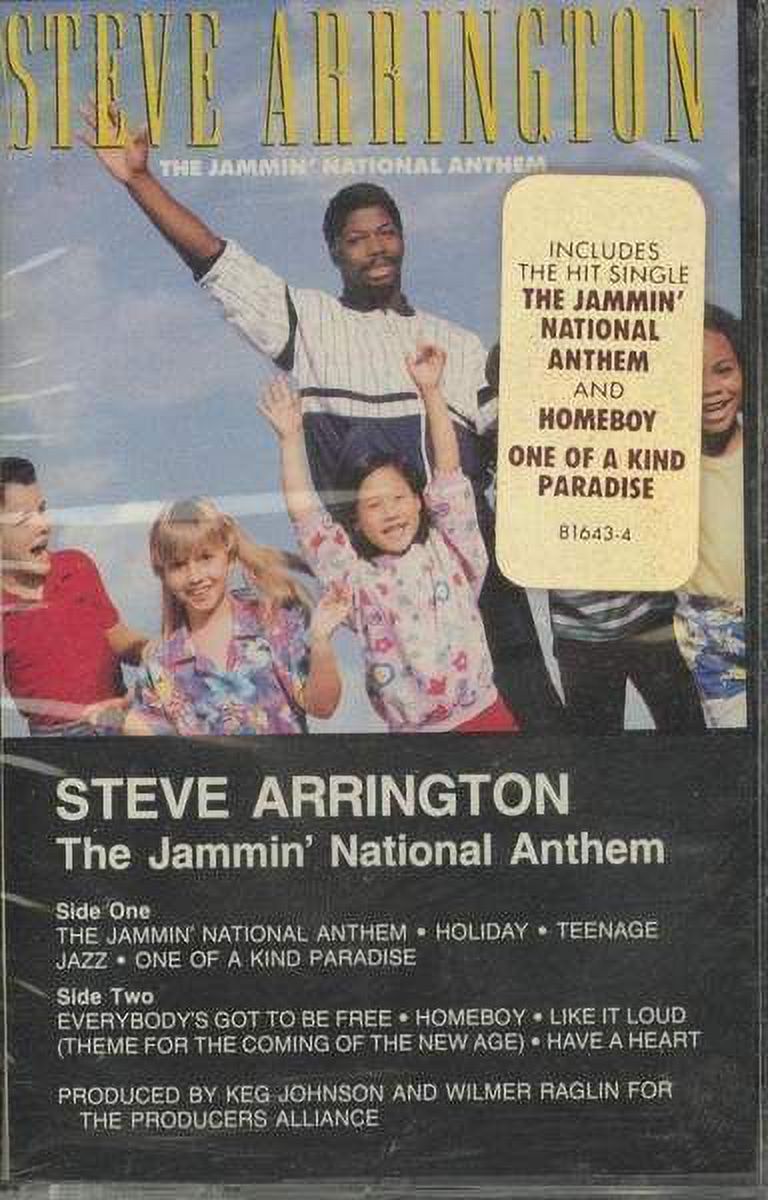 STEVE ARRINGTON
THE JAMMIN' NATIONAL ANTHEM
INCLUDES
THE HIT SINGLE
THE JAMMIN'
NATIONAL
ANTHEM
AND
HOMEBOY
ONE OF A KIND
PARADISE
81643-4
STEVE ARRINGTON
The Jammin' National Anthem
Side One
THE JAMMIN' NATIONAL ANTHEM • HOLIDAY • TEENAGE
JAZZ • ONE OF A KIND PARADISE
Side Two
EVERYBODY'S GOT TO BE FREE • HOMEBOY • LIKE IT LOUD
(THEME FOR THE COMING OF THE NEW AGE) • HAVE A HEART
PRODUCED BY KEG JOHNSON AND WILMER RAGLIN FOR
THE PRODUCERS ALLIANCE